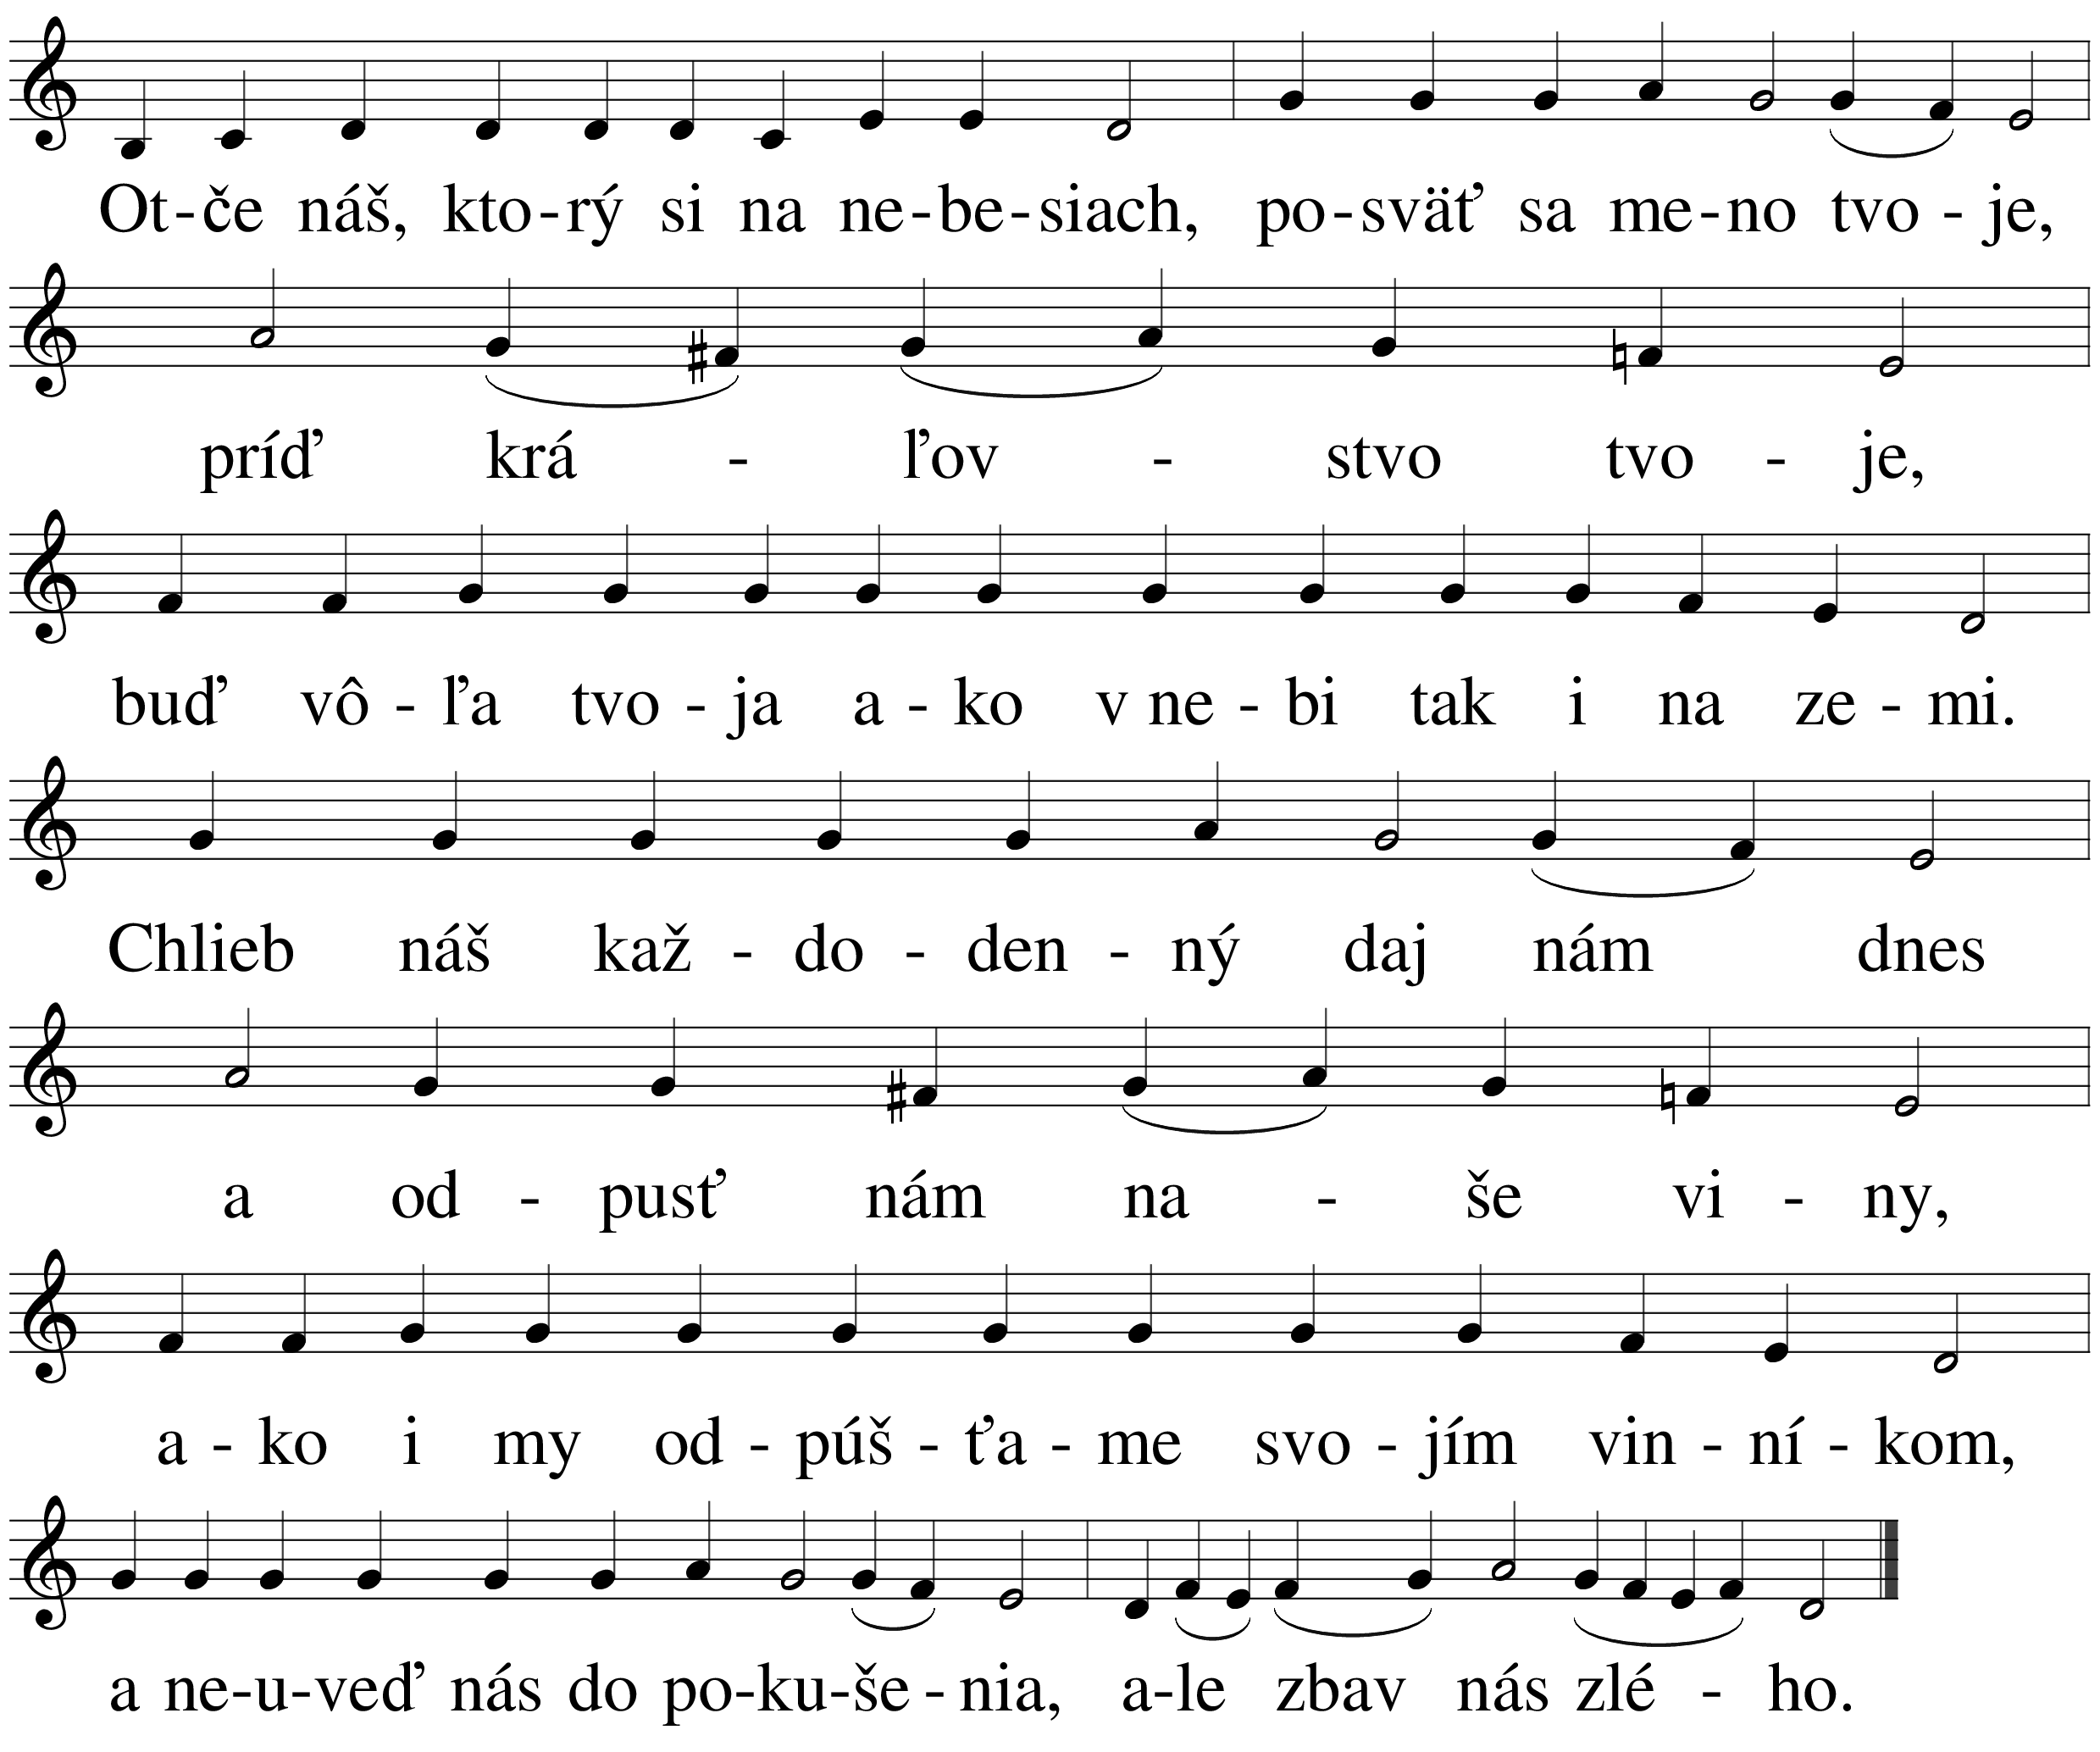 Ot-če náš, kto-rý si na ne-be-siach, po-sväť sa me-no tvo - je,
príď krá - ľov - stvo tvo - je,
buď vô - ľa tvo - ja a - ko v ne - bi tak i na ze - mi.
Chlieb náš kaž - do - den - ný daj nám dnes
a od - pusť nám na - še vi - ny,
a - ko i my od - púš - ťa - me svo - jím vin - ní - kom,
a ne-u-veď nás do po-ku-še - nia, a-le zbav nás zlé - ho.